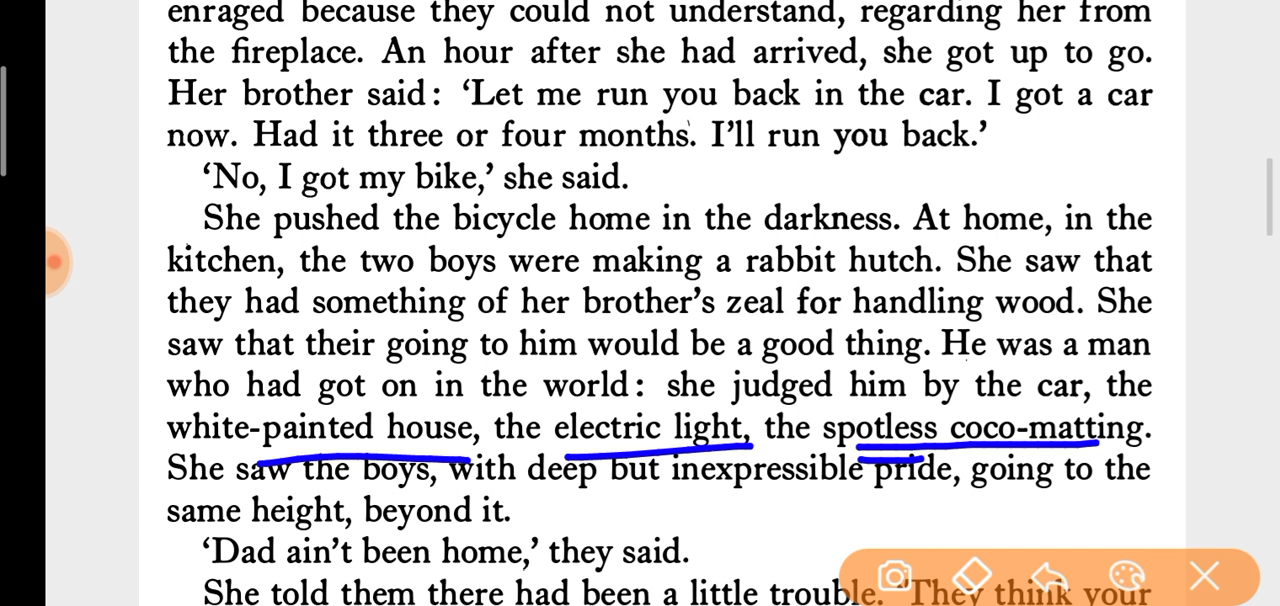 enraged because they could not understand, regarding her from
the fireplace. An hour after she had arrived, she got up to go.
Her brother said: ‘Let me run you back in the car. I got a car
now. Had it three or four months. I’ll run you back.’
‘No, I got my bike,’ she said.
She pushed the bicycle home in the darkness. At home, in the
kitchen, the two boys were making a rabbit hutch. She saw that
they had something of her brother’s zeal for handling wood. She
saw that their going to him would be a good thing. He was a man
who had got on in the world: she judged him by the car, the
white-painted house, the electric light, the spotless coco-matting.
She saw the boys, with deep but inexpressible pride, going to the
same height, beyond it.
‘Dad ain’t been home,’ they said.
She told them there had been a little trouble. ‘They think your